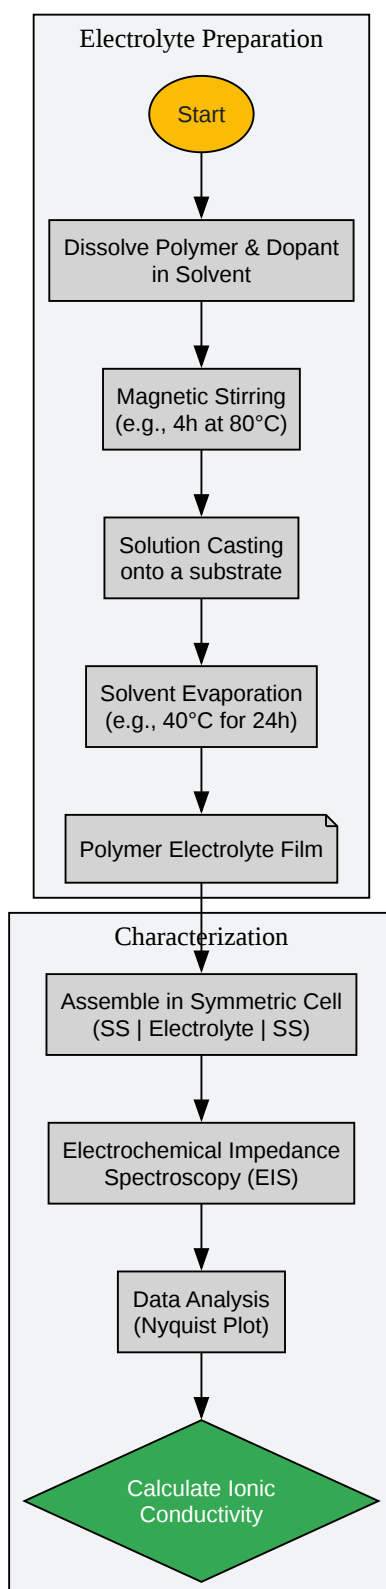 Electrolyte Preparation
Start
Dissolve Polymer & Dopant
in Solvent
Magnetic Stirring
(e.g., 4h at 80°C)
Solution Casting
onto a substrate
Solvent Evaporation
(e.g., 40°C for 24h)
Polymer Electrolyte Film
Characterization
Assemble in Symmetric Cell
(SS | Electrolyte | SS)
Electrochemical Impedance
Spectroscopy (EIS)
Data Analysis
(Nyquist Plot)
Calculate Ionic
Conductivity